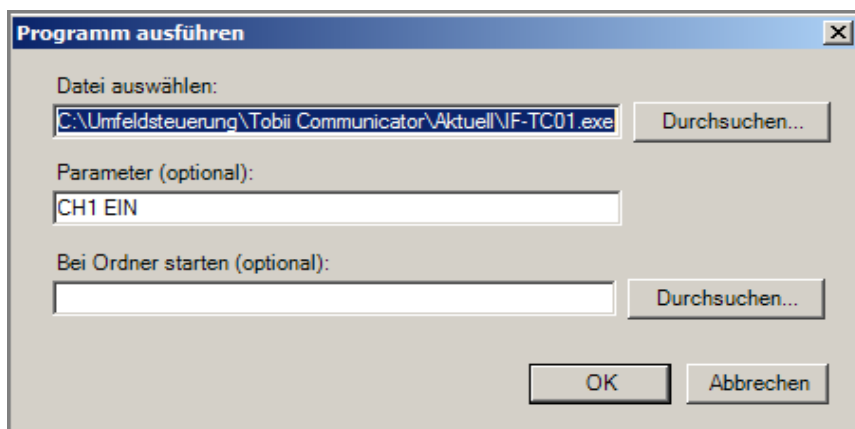 Programm ausführen
Datei auswählen:
C:\Umfeldsteuerung\Tobii Communicator\Aktuell\IF-TC01.exe
Durchsuchen...
Parameter (optional):
CH1 EIN
Bei Ordner starten (optional):
Durchsuchen...
OK
Abbrechen